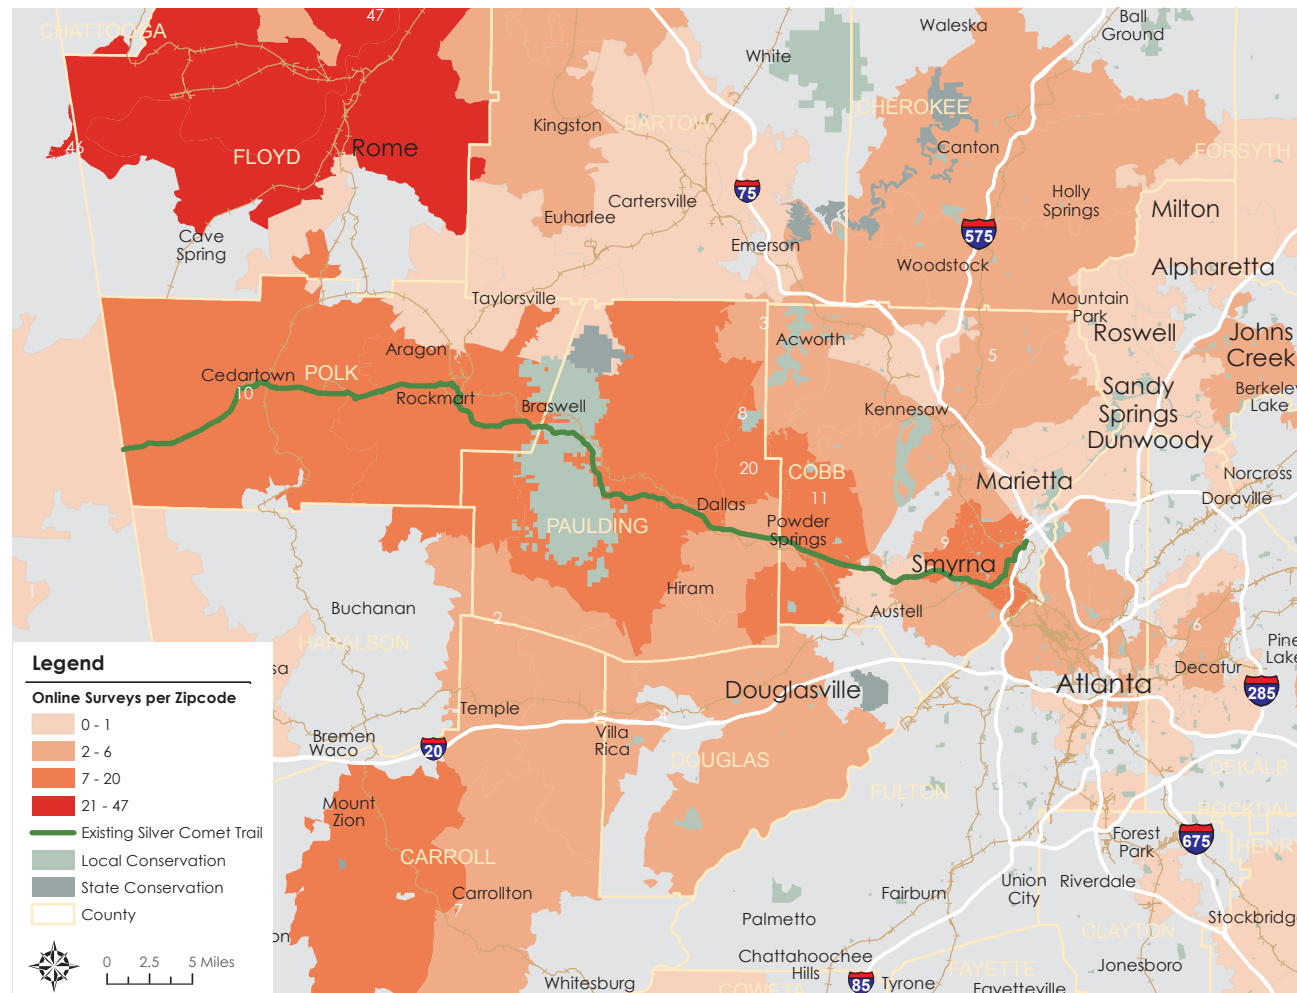 47
CHATTOOGA
Waleska
Ball
Ground
White
CHEROKEE
Kingston
BARTOW
46
FLOYD
Rome
Canton
FORSYTH
75
Holly
Springs
Cartersville
Euharlee
Milton
Cave
Spring
Emerson
575
Woodstock
Alpharetta
Taylorsville
Mountain
Park
Roswell
Johns
Creek
3
Acworth
5
Aragon
Cedartown
POLK
10
Rockmart
Braswell
8
Kennesaw
Sandy
Springs
Dunwoody
Berkeley
Lake
20
COBB
11
Marietta
Norcross
Doraville
Dallas
PAULDING
Powder
Springs
9
Smyrna
1
Hiram
Buchanan
Austell
2
6
HARALSON
Pine
Lake
Decatur
Legend
sa
Online Surveys per Zipcode
Douglasville
Atlanta
285
0 - 1
2 - 6
7 - 20
21 - 47
Existing Silver Comet Trail
Local Conservation
State Conservation
County
0 2.5 5 Miles
Temple
4
Villa
Rica
Bremen
Waco
20
DOUGLAS
DEKALB
FULTON
Mount
Zion
ROCKDAL
Forest
Park
675
HENRY
CARROLL
Carrollton
7
Fairburn
Union
City
Riverdale
Palmetto
Stockbridg
on
CLAYTON
Chattahoochee
Hills
FAYETTE
Jonesboro
Whitesburg
COWETA
85
Tyrone
Fayetteville